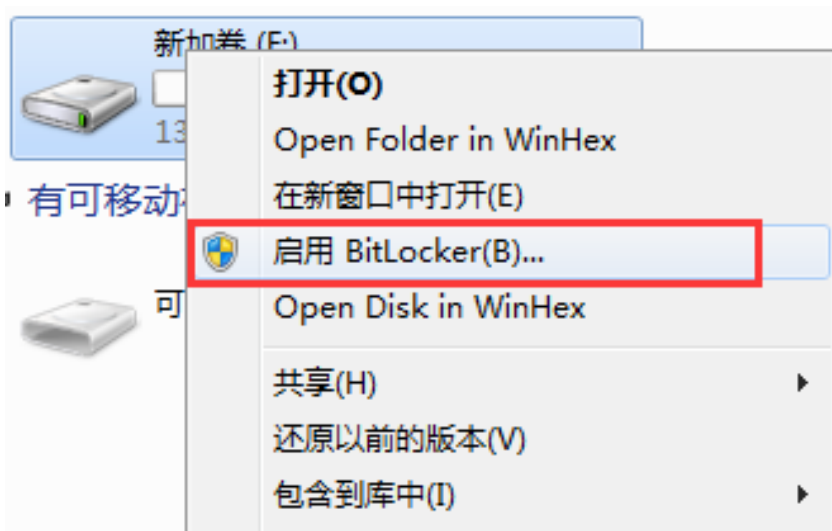 新加卷 (F:)
13
打开(O)
Open Folder in WinHex
有可移动
在新窗口中打开(E)
启用 BitLocker(B)...
可
Open Disk in WinHex
共享(H)
还原以前的版本(V)
包含到库中(I)